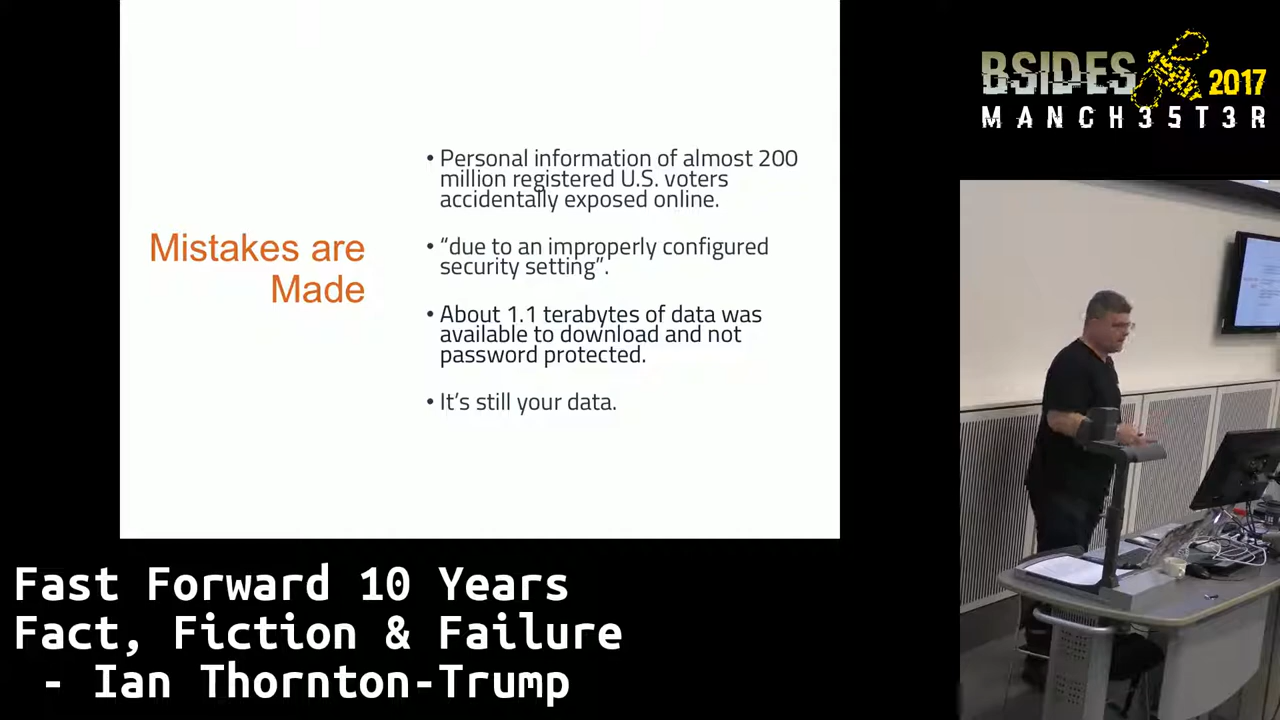 BSIDES 2017
MANCH35T3R
Mistakes are
Made
• Personal information of almost 200
million registered U.S. voters
accidentally exposed online.
• “due to an improperly configured
security setting”.
• About 1.1 terabytes of data was
available to download and not
password protected.
• It’s still your data.
Fast Forward 10 Years
Fact, Fiction & Failure
- Ian Thornton-Trump